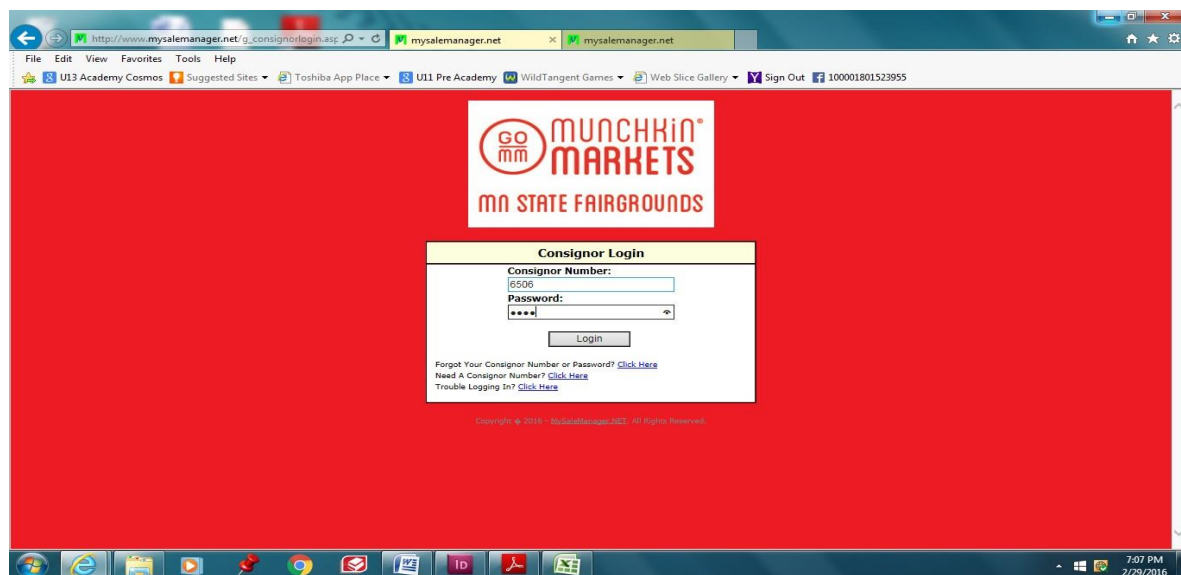 http://www.mysalemanager.net/g_consignorlogin.asp
mysalemanager.net
mysalemanager.net
File Edit View Favorites Tools Help
U13 Academy Cosmos Suggested Sites Toshiba App Place U11 Pre Academy WildTangent Games Web Slice Gallery Sign Out 100001801523955
GO
mm
MUNCHKIN®
MARKETS
MN STATE FAIRGROUNDS
Consignor Login
Consignor Number:
6506
Password:
••••
Login
Forgot Your Consignor Number or Password? Click Here
Need A Consignor Number? Click Here
Trouble Logging In? Click Here
Copyright � 2016 - MySaleManager.NET. All Rights Reserved.
ID
7:07 PM
2/29/2016